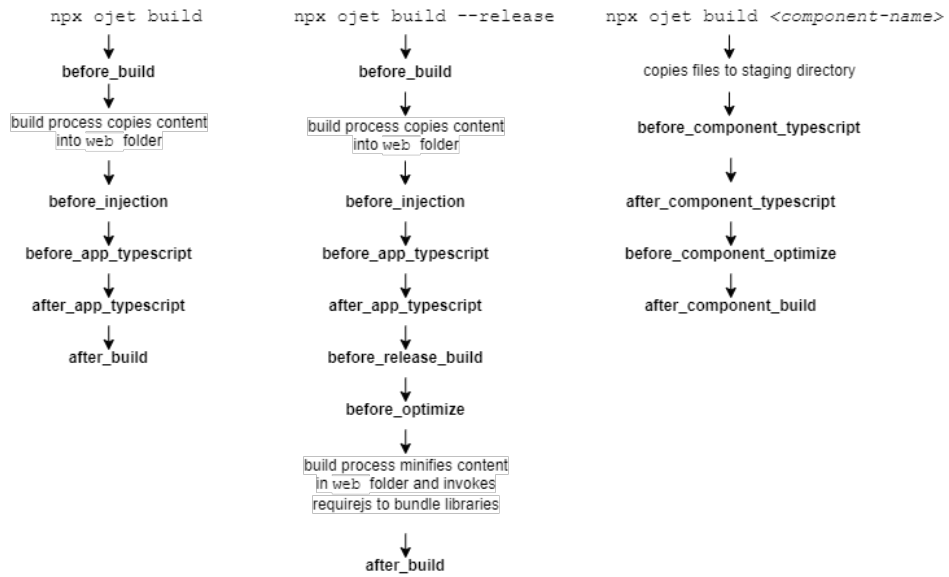 npx ojet build
before_build
build process copies content
into web folder
before_injection
before_app_typescript
after_app_typescript
after_build
npx ojet build --release
before_build
build process copies content
into web folder
before_injection
before_app_typescript
after_app_typescript
before_release_build
before_optimize
build process minifies content
in web folder and invokes
requirejs to bundle libraries
after_build
npx ojet build <component-name>
copies files to staging directory
before_component_typescript
after_component_typescript
before_component_optimize
after_component_build